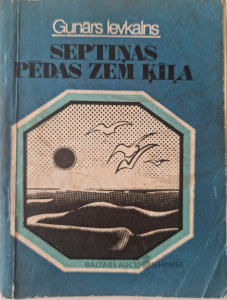 Gunārs Ievkalns
SEPTIŅAS
PĒDAS ZEM ĶĪĻA
BALTARS AUCTION HOUSE